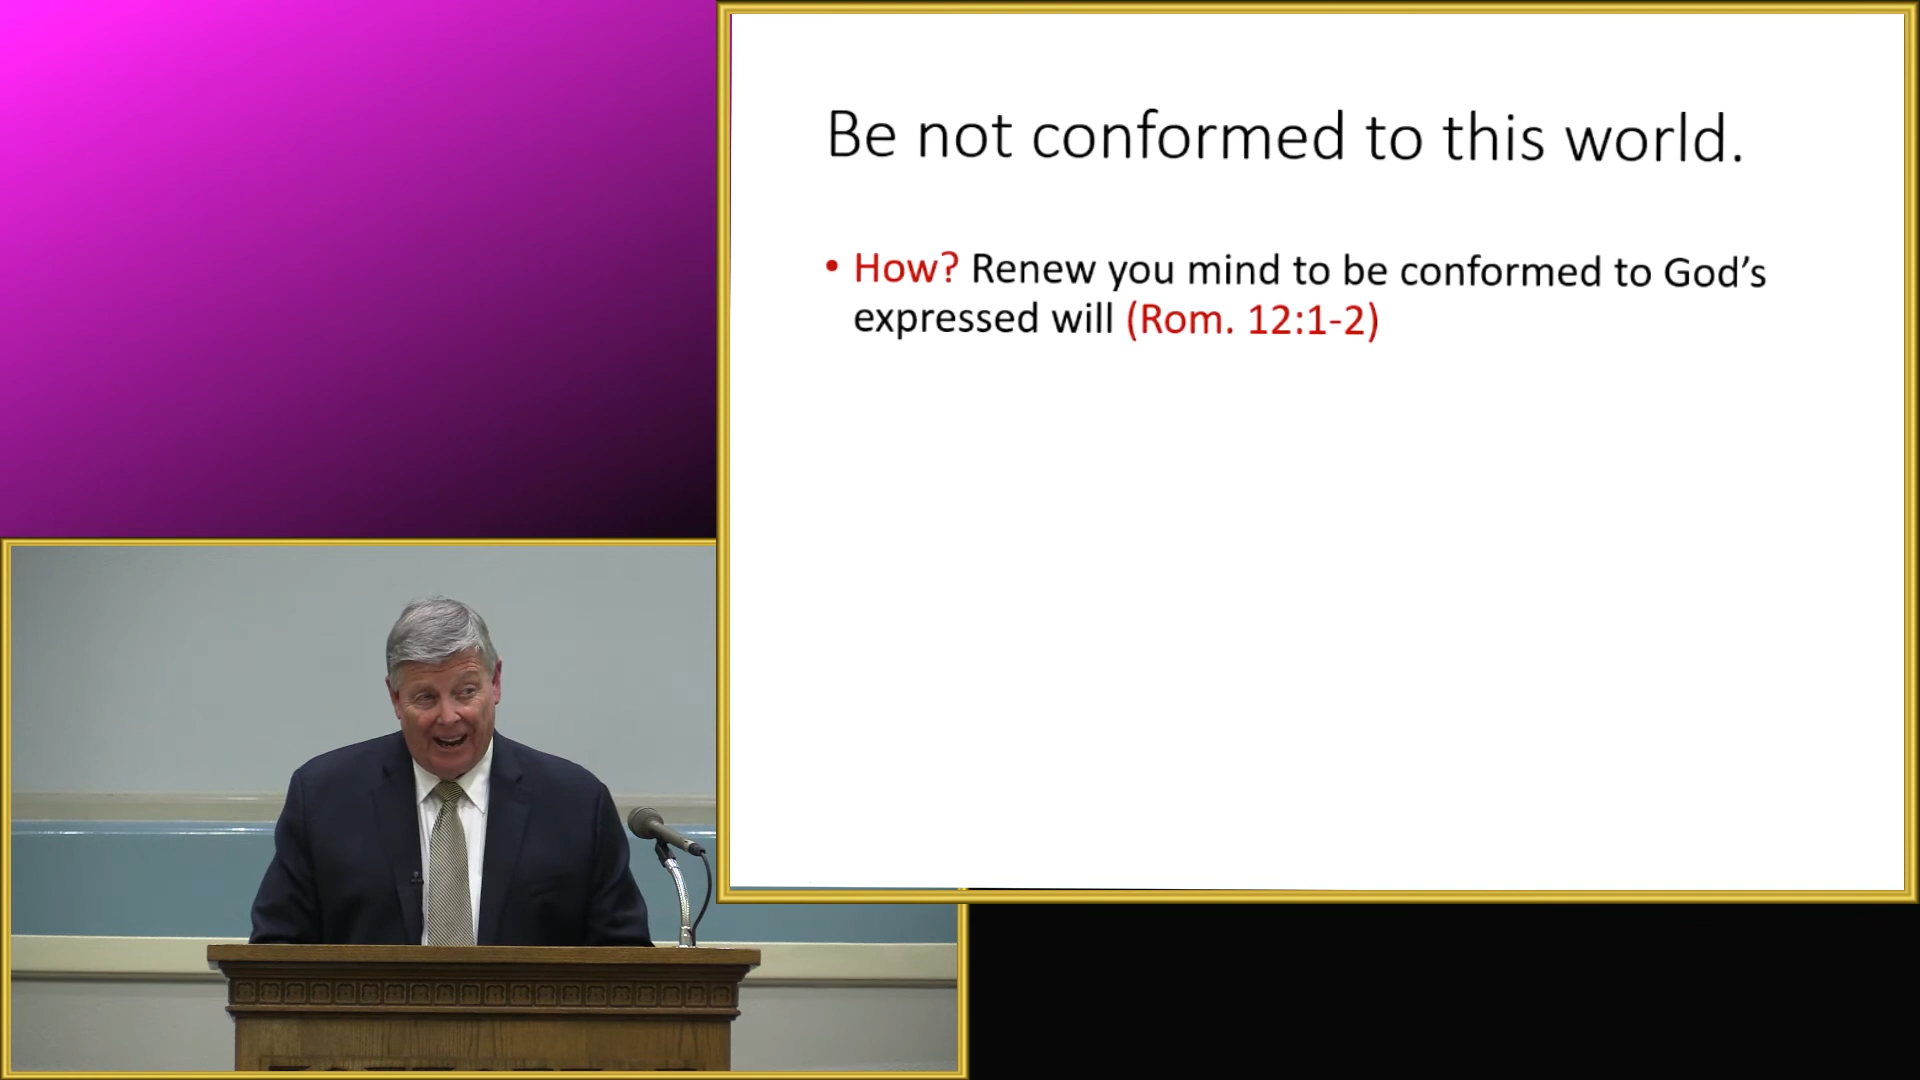 Be not conformed to this world.
• How? Renew you mind to be conformed to God’s
expressed will (Rom. 12:1-2)